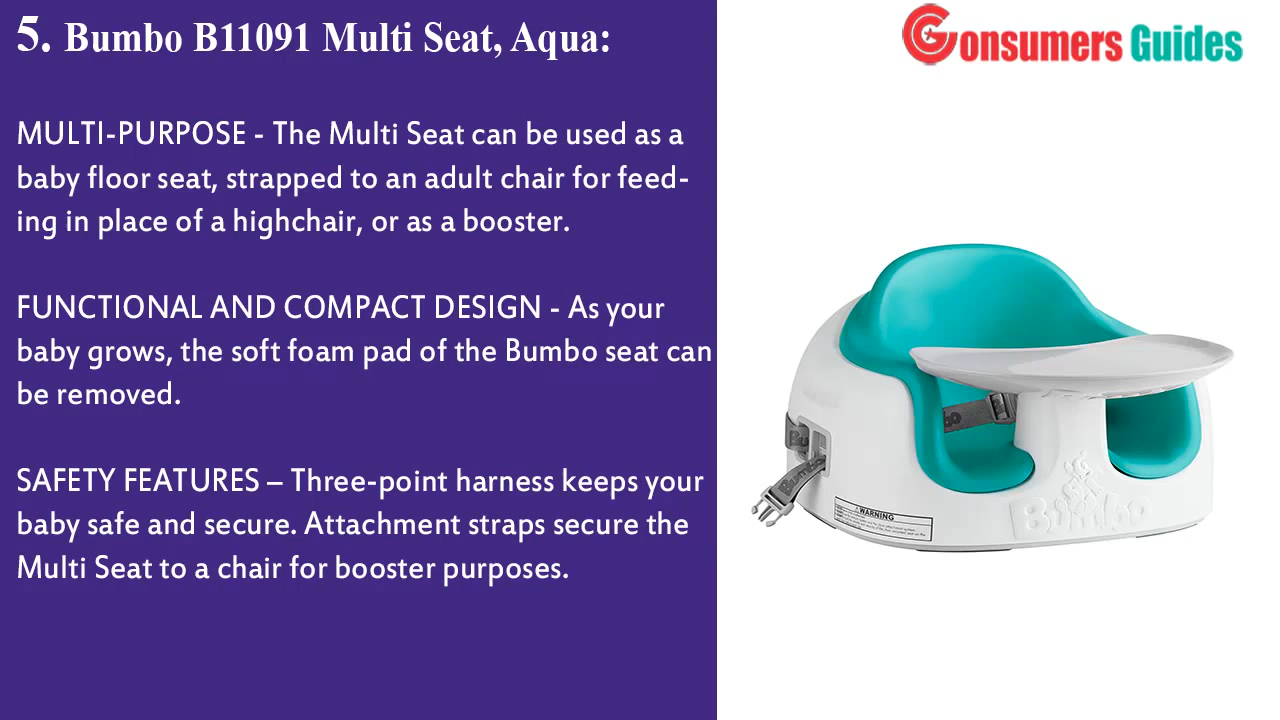 5. Bumbo B11091 Multi Seat, Aqua:
Consumers Guides
MULTI-PURPOSE - The Multi Seat can be used as a
baby floor seat, strapped to an adult chair for feed-
ing in place of a highchair, or as a booster.
FUNCTIONAL AND COMPACT DESIGN - As your
baby grows, the soft foam pad of the Bumbo seat can
be removed.
SAFETY FEATURES – Three-point harness keeps your
baby safe and secure. Attachment straps secure the
Multi Seat to a chair for booster purposes.
WARNING
Bumbo